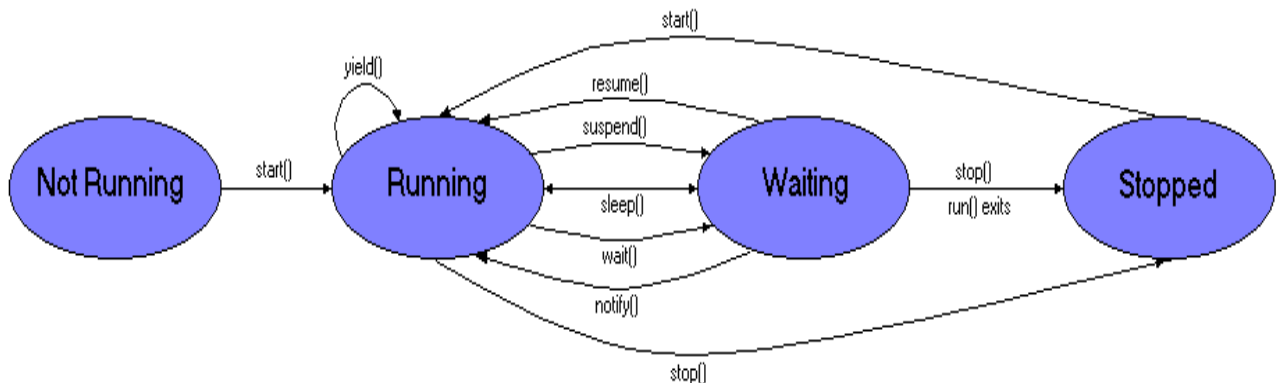 start()
yield()
resume()
suspend()
Not Running
start()
Running
sleep()
Waiting
stop()
run() exits
Stopped
wait()
notify()
stop()